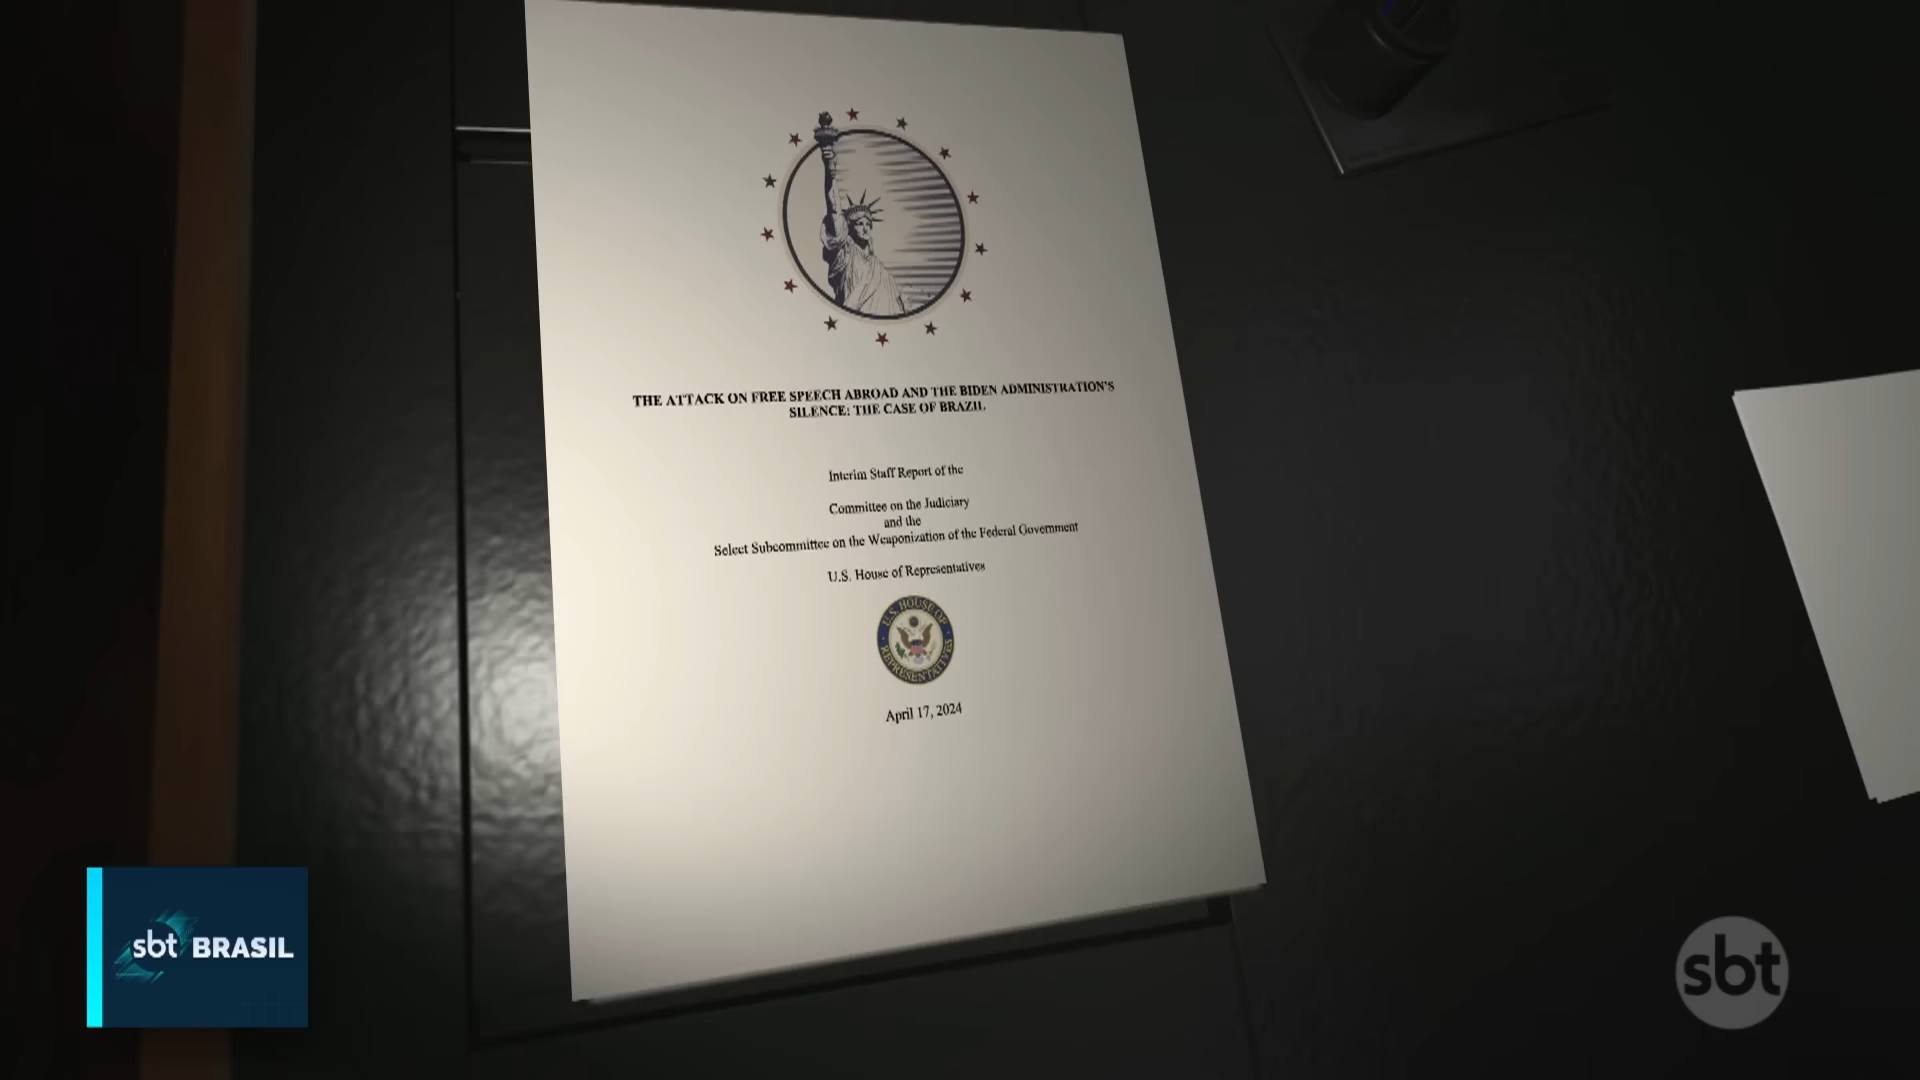 THE ATTACK ON FREE SPEECH ABROAD AND THE BIDEN ADMINISTRATION'S
SILENCE: THE CASE OF BRAZIL
Interim Staff Report of the
Committee on the Judiciary
and the
Select Subcommittee on the Weaponization of the Federal Government
U.S. House of Representatives
U.S. HOUSE OF
REPRESENTATIVES
April 17, 2024
sbt BRASIL
sbt